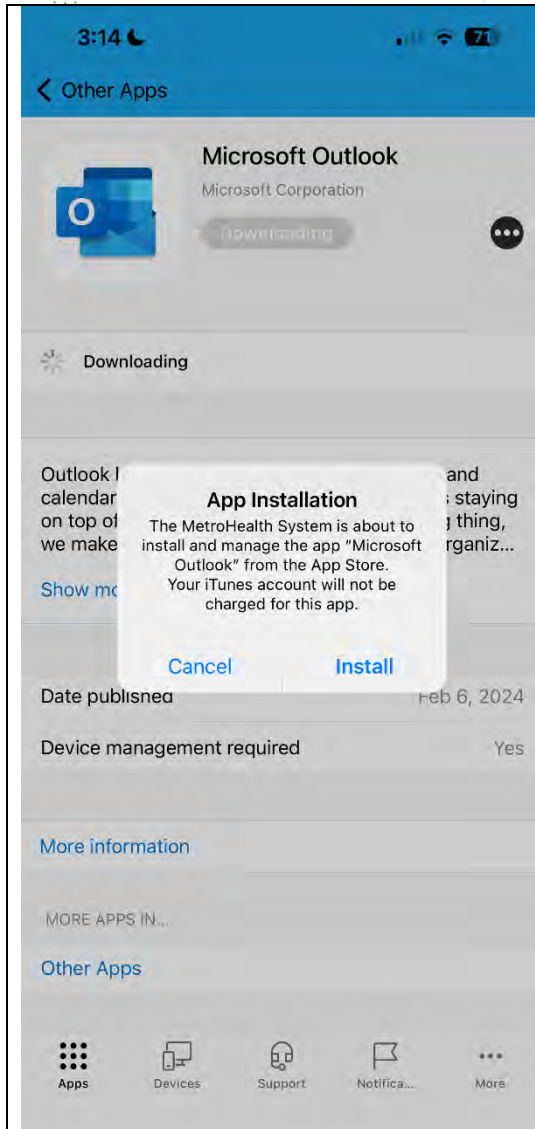 3:14
71
Other Apps
Microsoft Outlook
Microsoft Corporation
Downloading
Downloading
Outlook and
calendar s staying
on top of g thing,
we make rganiz...
Show mo
App Installation
The MetroHealth System is about to
install and manage the app "Microsoft
Outlook" from the App Store.
Your iTunes account will not be
charged for this app.
Cancel Install
Date published Feb 6, 2024
Device management required Yes
More information
MORE APPS IN...
Other Apps
Apps Devices Support Notifica... More